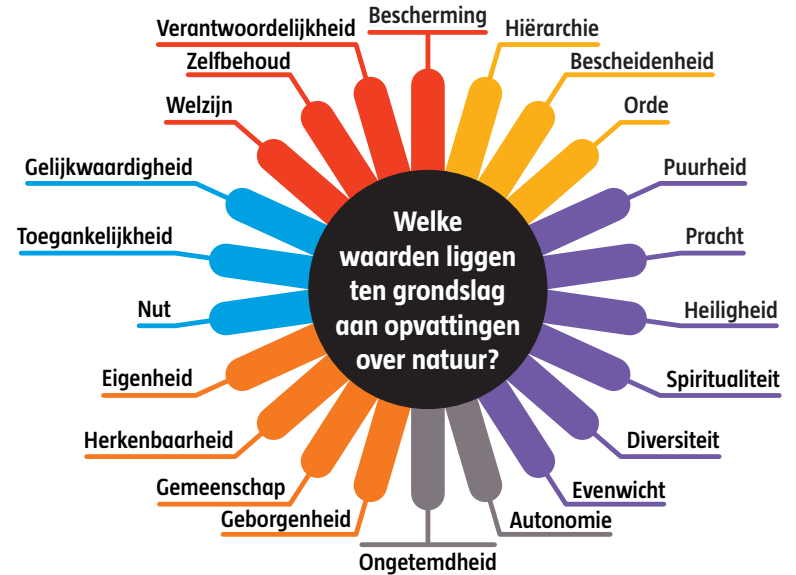 Welke
waarden liggen
ten grondslag
aan opvattingen
over natuur?
Bescherming
Hiërarchie
Bescheidenheid
Orde
Puurheid
Pracht
Heiligheid
Spiritualiteit
Diversiteit
Evenwicht
Autonomie
Ongetemdheid
Geborgenheid
Gemeenschap
Herkenbaarheid
Eigenheid
Nut
Toegankelijkheid
Gelijkwaardigheid
Welzijn
Zelfbehoud
Verantwoordelijkheid